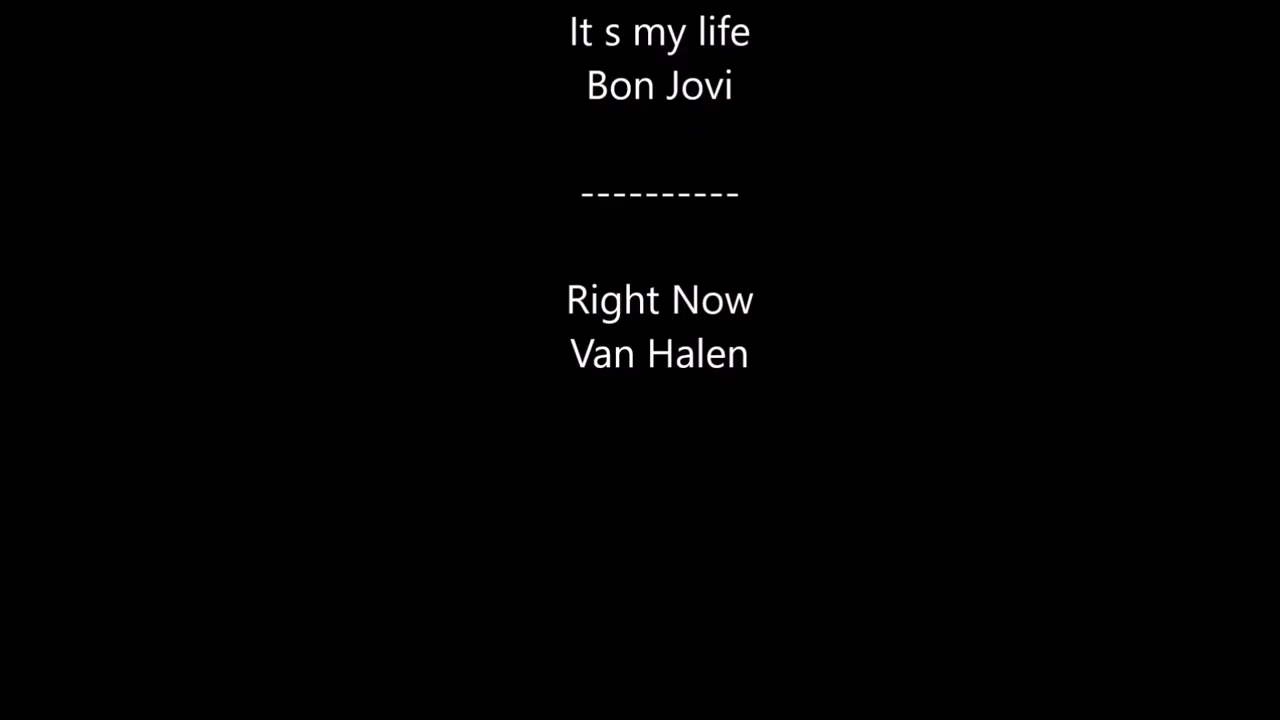 It s my life
Bon Jovi
----------
Right Now
Van Halen